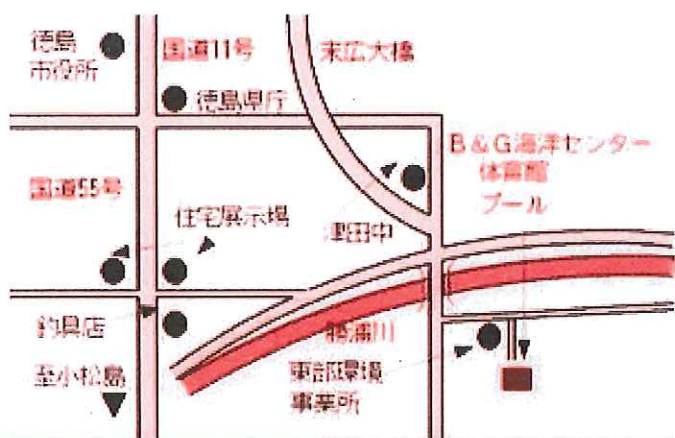 徳島
市役所
国道11号
末広大橋
徳島県庁
B&G海洋センター
体育館
プール
国道55号
住宅展示場
津田中
釣具店
勝浦川
至小松島
東部環境
事業所